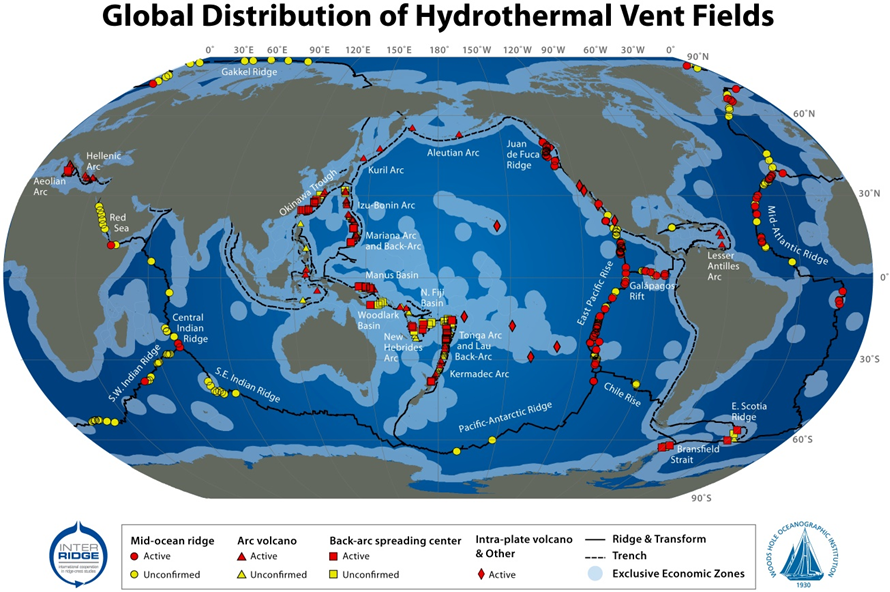 Global Distribution of Hydrothermal Vent Fields
0° 30°E 60°E 90°E 120°E 150°E 180°E 150°W 120°W 90°W 60°W 30°W 0° 90°N
Gakkel Ridge
60°N
Aleutian Arc
Juan
de Fuca
Ridge
Hellenic
Arc
Kuril Arc
Aeolian
Arc
Okinawa Trough
30°N
Izu-Bonin Arc
Red
Sea
Mariana Arc
and Back-Arc
Mid-Atlantic Ridge
Lesser
Antilles
Arc
Manus Basin
0°
N. Fiji
Basin
Galápagos
Rift
East Pacific Rise
Central
Indian
Ridge
Woodlark
Basin
New
Hebrides
Arc
Tonga Arc
and Lau
Back-Arc
30°S
Kermadec Arc
S.W. Indian Ridge
S.E. Indian Ridge
Chile Rise
Pacific-Antarctic Ridge
E. Scotia
Ridge
60°S
Bransfield
Strait
90°S
INTER
RIDGE
international cooperation
in ridge-crest studies
Mid-ocean ridge
Active
Unconfirmed
Arc volcano
Active
Unconfirmed
Back-arc spreading center
Active
Unconfirmed
Intra-plate volcano
& Other
Active
Ridge & Transform
Trench
Exclusive Economic Zones
WOODS HOLE OCEANOGRAPHIC INSTITUTION
1930